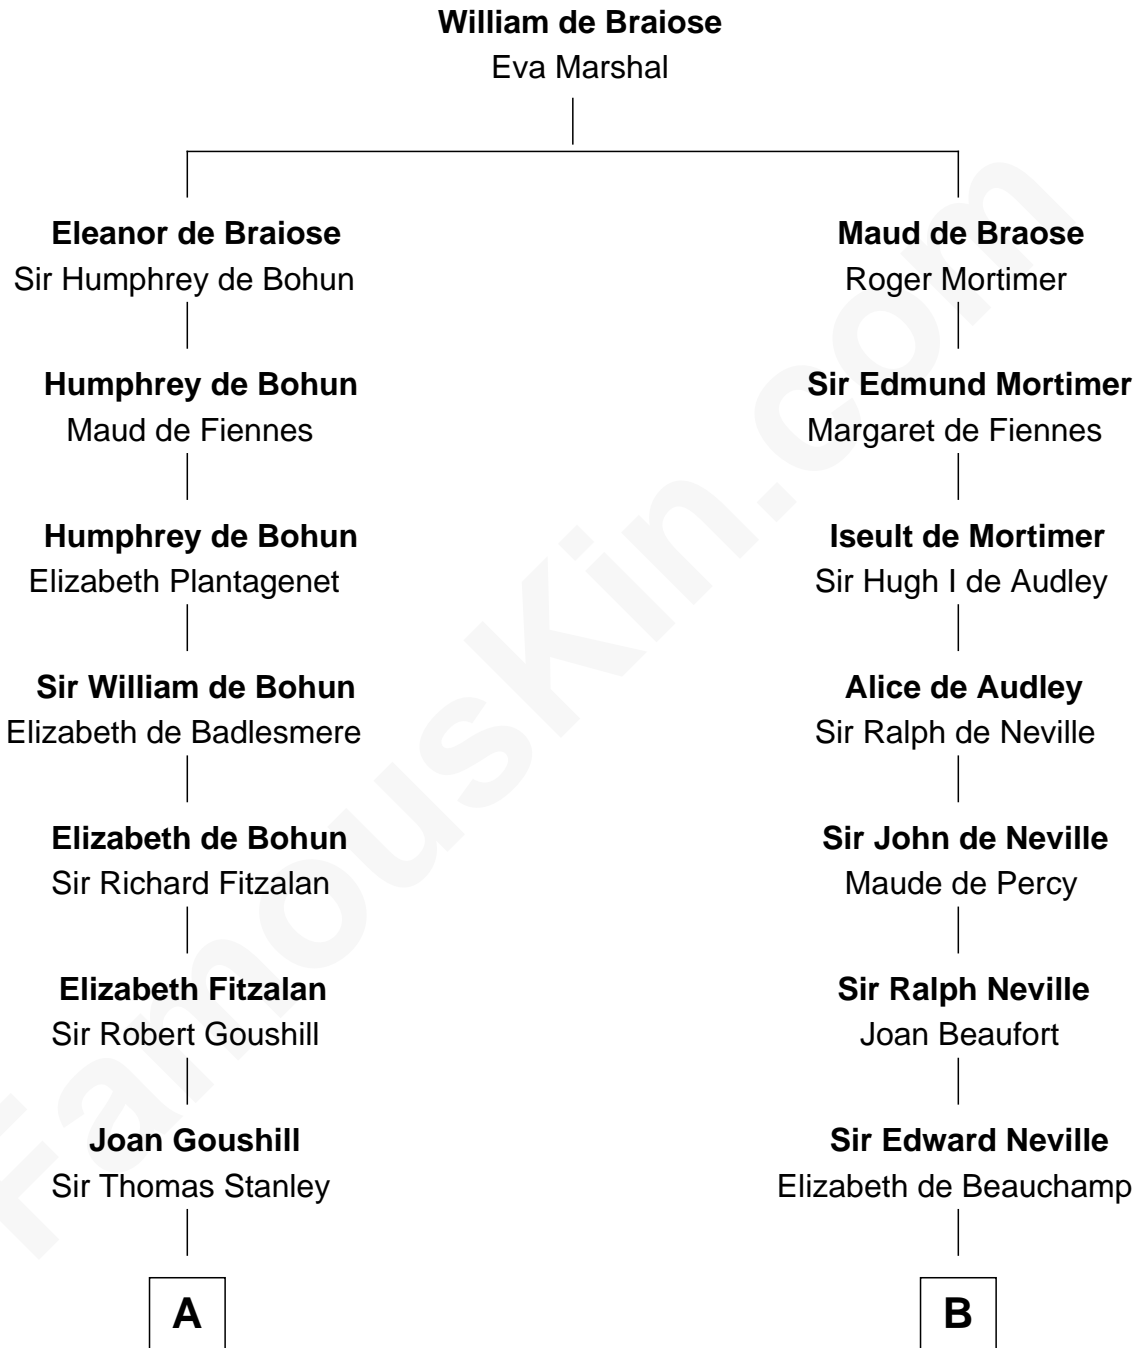 William de Braiose
Eva Marshal
Eleanor de Braiose
Sir Humphrey de Bohun
Maud de Braose
Roger Mortimer
Humphrey de Bohun
Maud de Fiennes
Sir Edmund Mortimer
Margaret de Fiennes
Humphrey de Bohun
Elizabeth Plantagenet
Iseult de Mortimer
Sir Hugh I de Audley
Sir William de Bohun
Elizabeth de Badlesmere
Alice de Audley
Sir Ralph de Neville
Elizabeth de Bohun
Sir Richard Fitzalan
Sir John de Neville
Maude de Percy
Elizabeth Fitzalan
Sir Robert Goushill
Sir Ralph Neville
Joan Beaufort
Joan Goushill
Sir Thomas Stanley
Sir Edward Neville
Elizabeth de Beauchamp
A
B
FamousKin.com